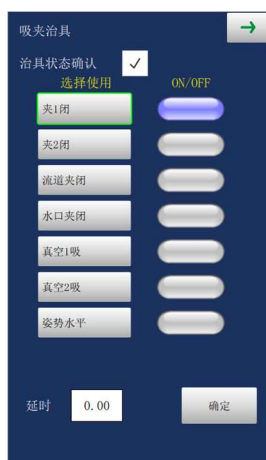 吸夹治具
治具状态确认
选择使用 ON/OFF
夹1闭
夹2闭
流道夹闭
水口夹闭
真空1吸
真空2吸
姿势水平
延时 0.00 确定